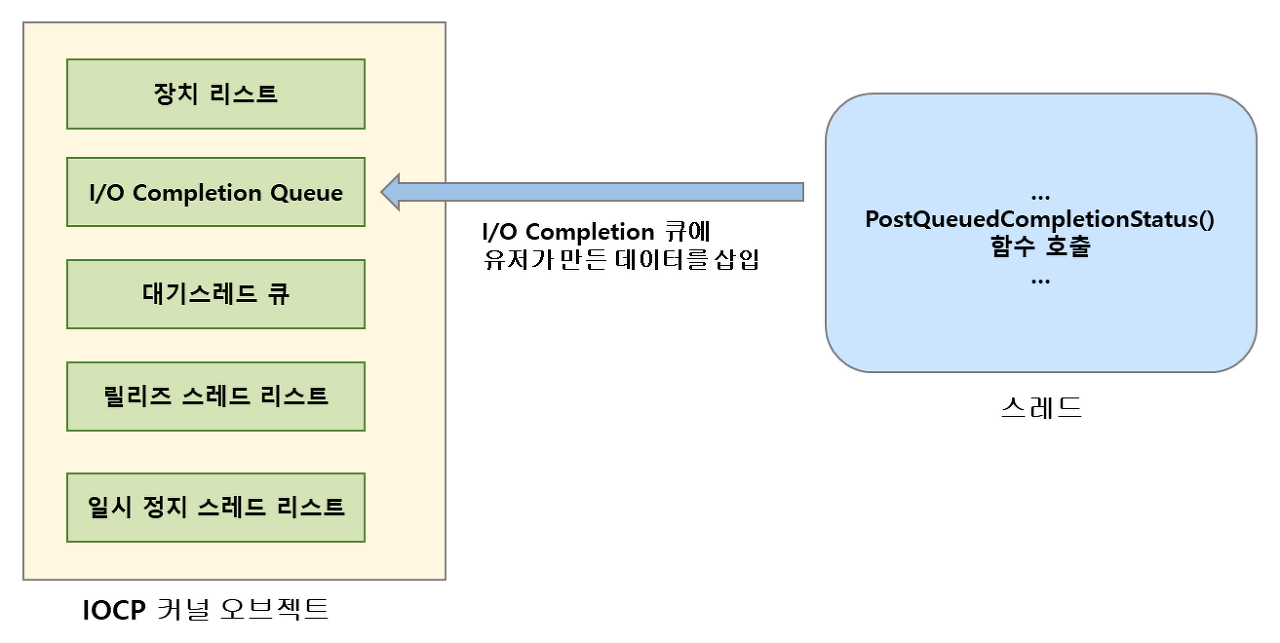 장치 리스트
I/O Completion Queue
대기스레드 큐
릴리즈 스레드 리스트
일시 정지 스레드 리스트
IOCP 커널 오브젝트
I/O Completion 큐에
유저가 만든 데이터를 삽입
...
PostQueuedCompletionStatus()
함수 호출
...
스레드